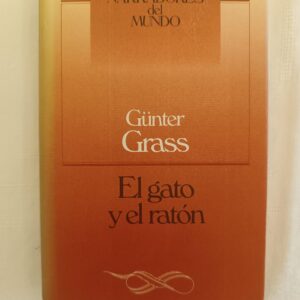 NARRADORES
del
MUNDO
Günter
Grass
El gato
y el ratón